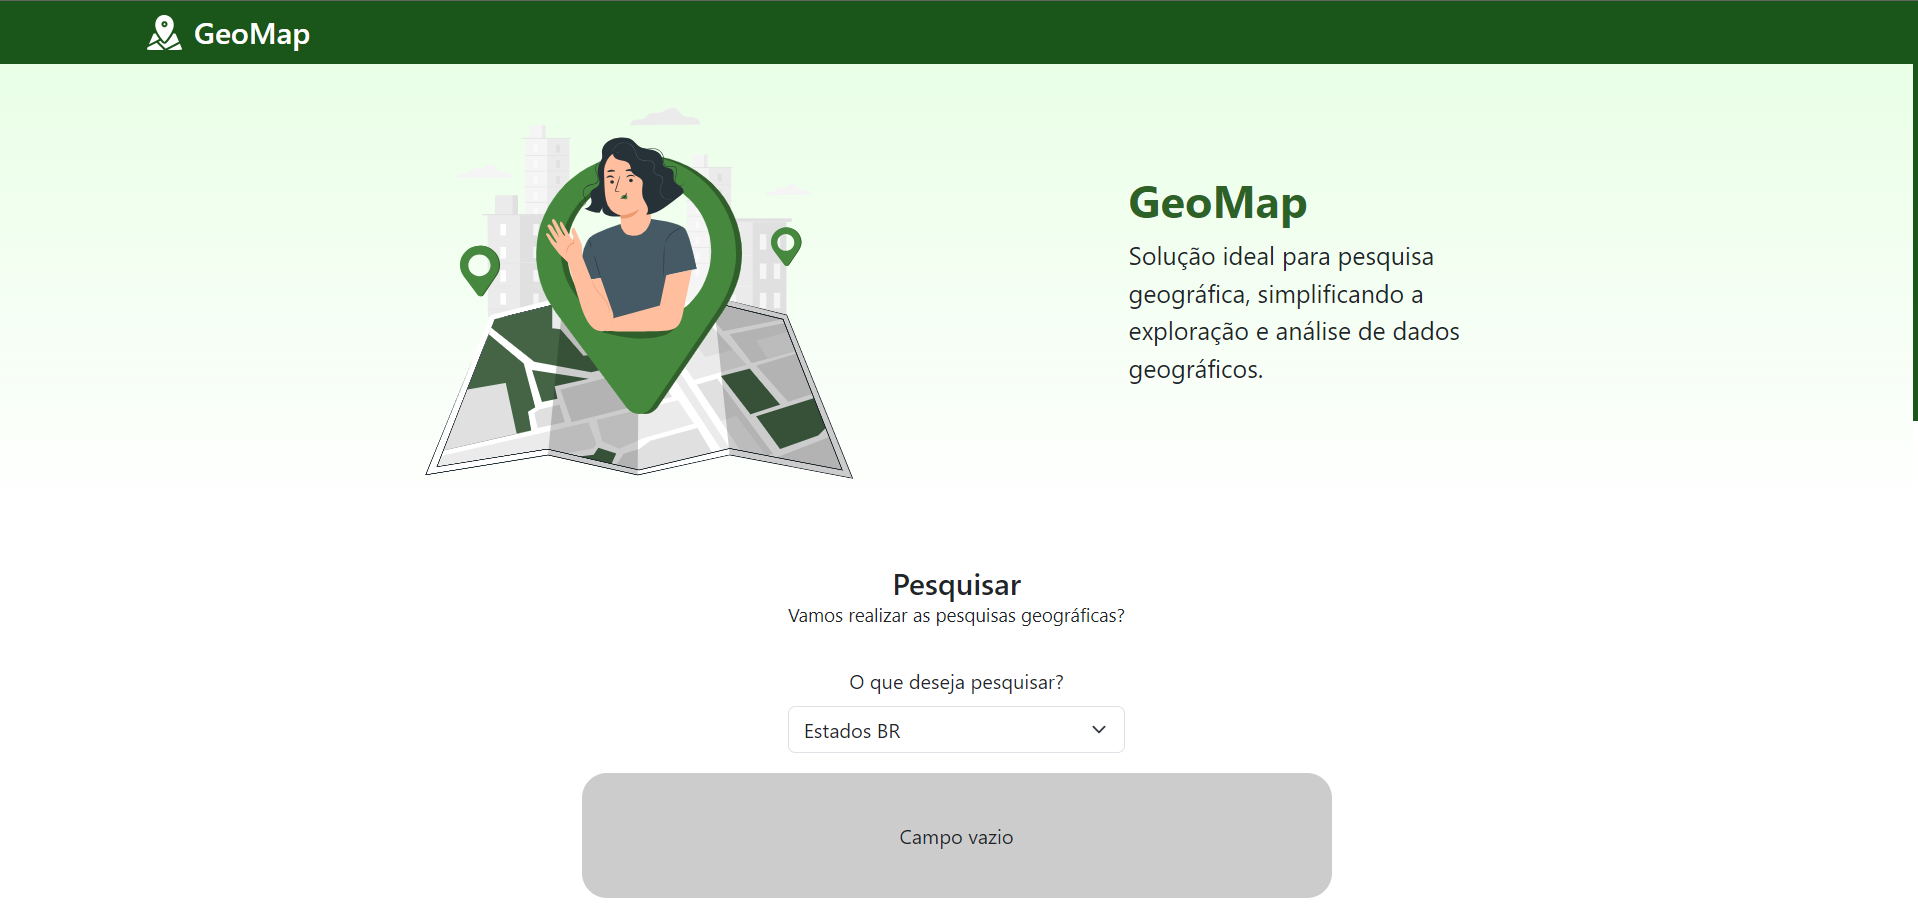 GeoMap
GeoMap
Solução ideal para pesquisa
geográfica, simplificando a
exploração e análise de dados
geográficos.
Pesquisar
Vamos realizar as pesquisas geográficas?
O que deseja pesquisar?
Estados BR
Campo vazio